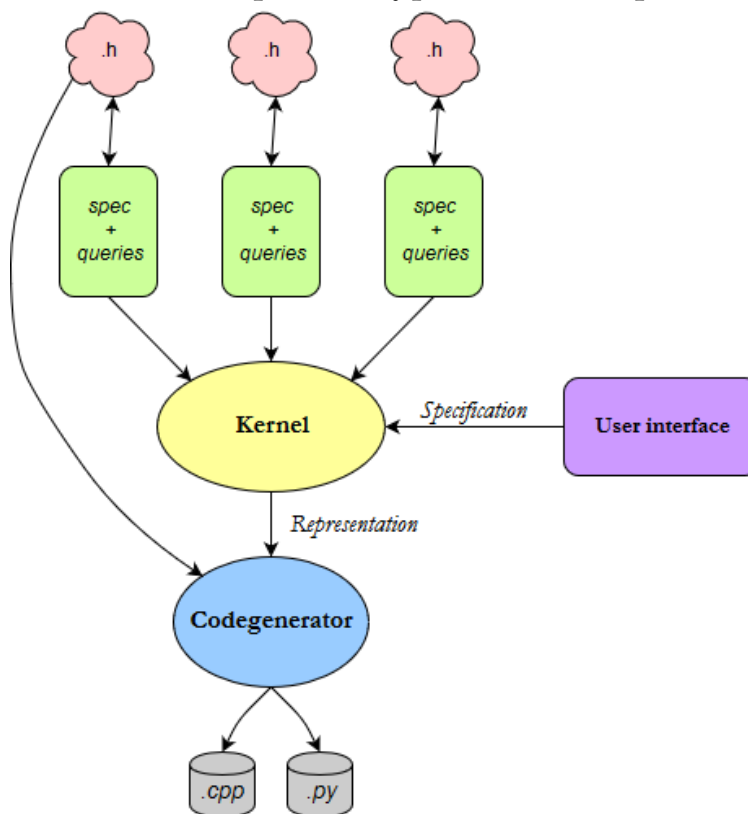 .h
.h
.h
spec
+
queries
spec
+
queries
spec
+
queries
Kernel
Specification
User interface
Representation
Codegenerator
.cpp
.py